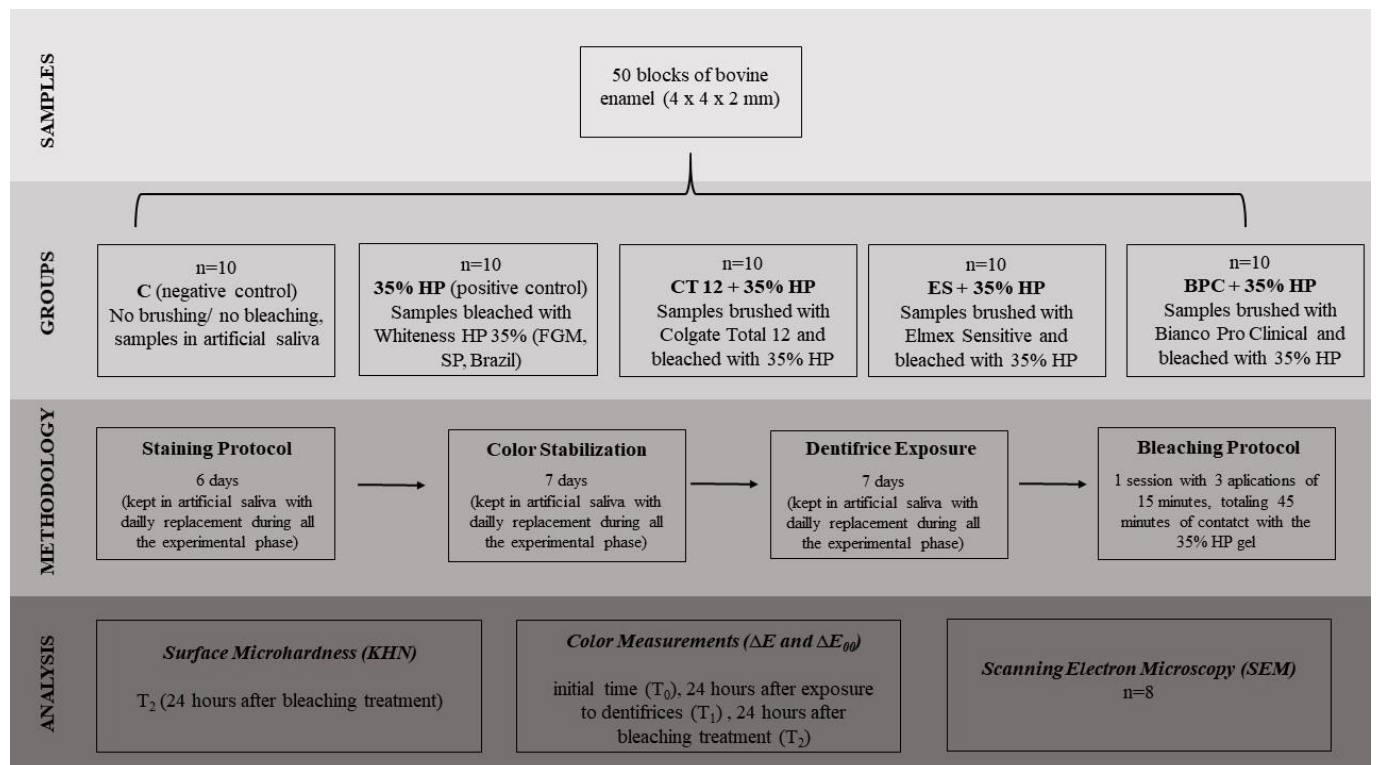 SAMPLES
50 blocks of bovine
enamel (4 x 4 x 2 mm)
GROUPS
n=10
C (negative control)
No brushing/ no bleaching,
samples in artificial saliva
n=10
35% HP (positive control)
Samples bleached with
Whiteness HP 35% (FGM,
SP, Brazil)
n=10
CT 12 + 35% HP
Samples brushed with
Colgate Total 12 and
bleached with 35% HP
n=10
ES + 35% HP
Samples brushed with
Elmex Sensitive and
bleached with 35% HP
n=10
BPC + 35% HP
Samples brushed with
Bianco Pro Clinical and
bleached with 35% HP
METHODOLOGY
Staining Protocol
6 days
(kept in artificial saliva with
dailly replacement during all
the experimental phase)
Color Stabilization
7 days
(kept in artificial saliva with
dailly replacement during all
the experimental phase)
Dentifrice Exposure
7 days
(kept in artificial saliva with
dailly replacement during all
the experimental phase)
Bleaching Protocol
1 session with 3 aplications of
15 minutes, totaling 45
minutes of contatct with the
35% HP gel
ANALYSIS
Surface Microhardness (KHN)
T₂ (24 hours after bleaching treatment)
Color Measurements (ΔE and ΔE₀₀)
initial time (T₀), 24 hours after exposure
to dentifrices (T₁) , 24 hours after
bleaching treatment (T₂)
Scanning Electron Microscopy (SEM)
n=8